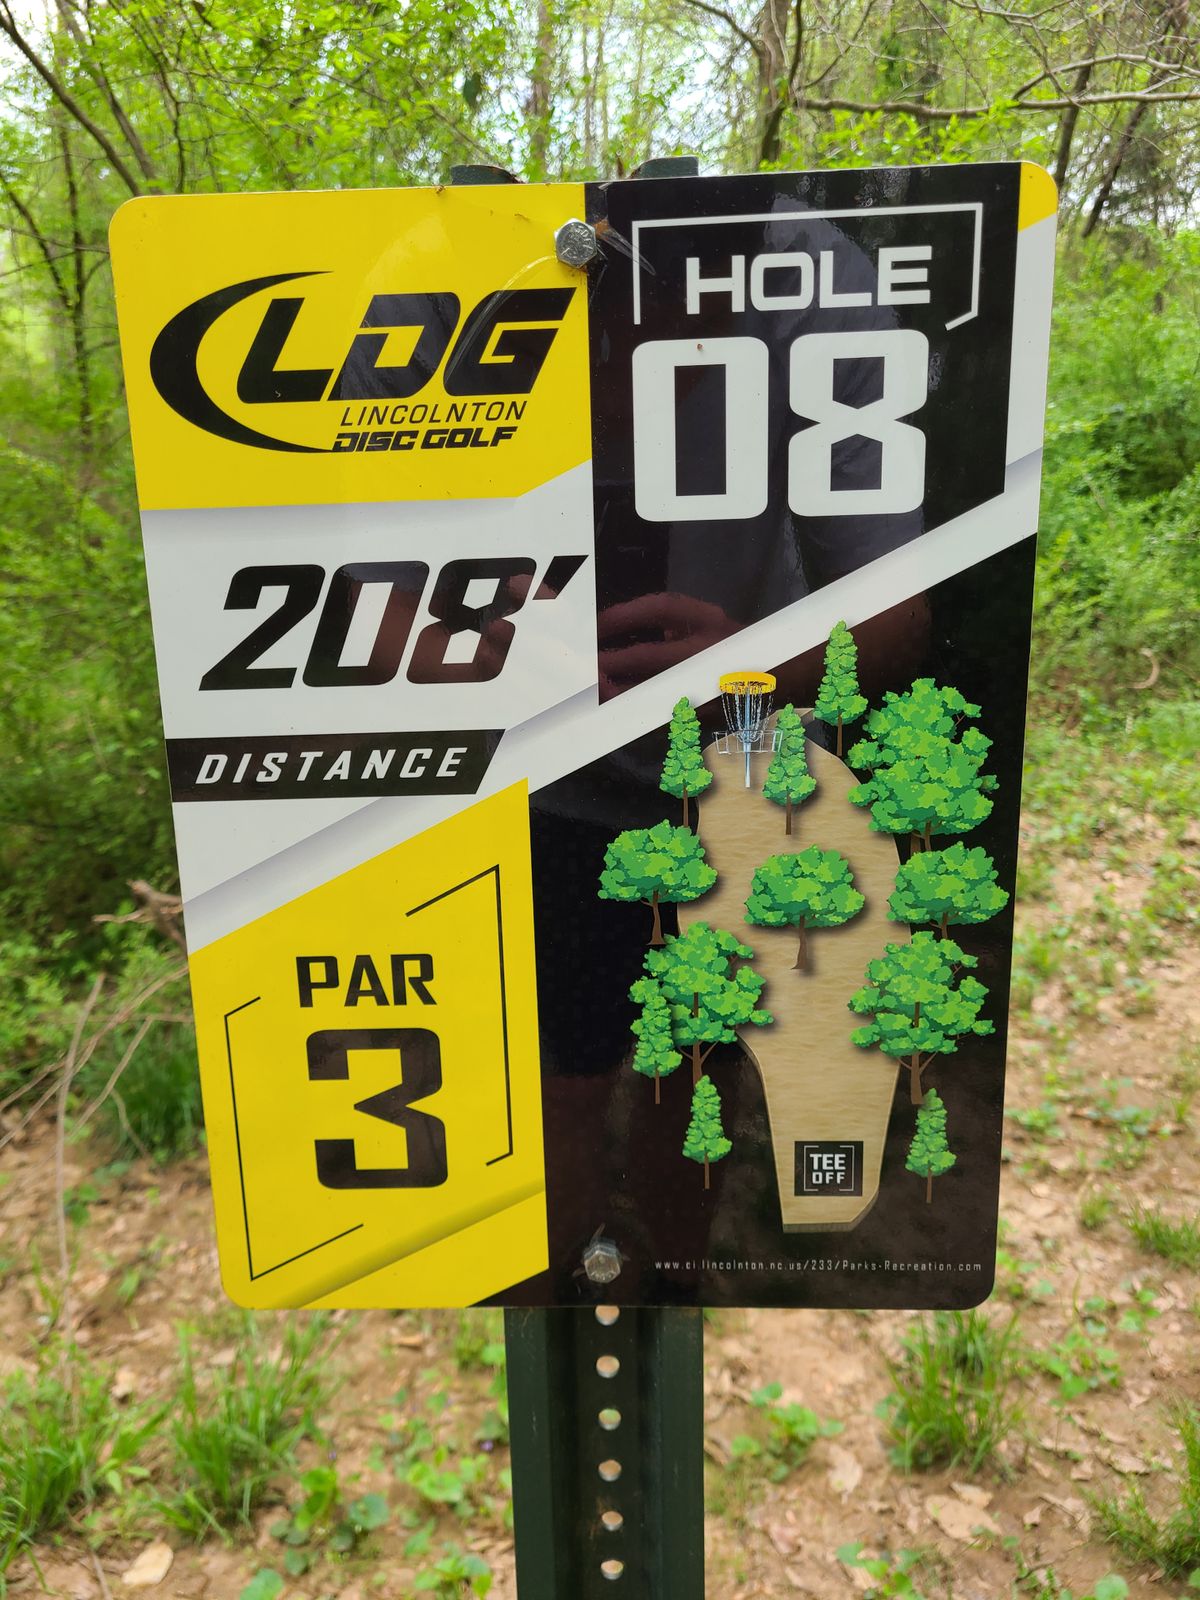 LDG
LINCOLNTON
DISC GOLF
HOLE
08
208'
DISTANCE
PAR
3
TEE
OFF
www.ci.lincolnton.nc.us/233/Parks-Recreation.com